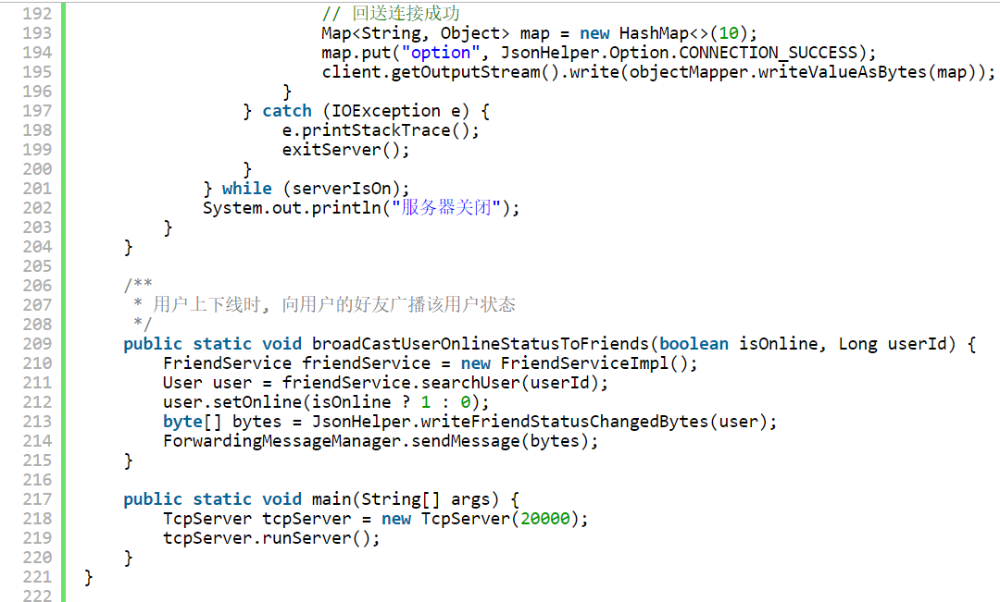 192                             // 回送连接成功
193                             Map<String, Object> map = new HashMap<>(10);
194                             map.put("option", JsonHelper.Option.CONNECTION_SUCCESS);
195                             client.getOutputStream().write(objectMapper.writeValueAsBytes(map));
196                         }
197                     } catch (IOException e) {
198                         e.printStackTrace();
199                         exitServer();
200                     }
201                 } while (serverIsOn);
202                 System.out.println("服务器关闭");
203             }
204         }
205
206         /**
207          * 用户上下线时, 向用户的好友广播该用户状态
208          */
209         public static void broadCastUserOnlineStatusToFriends(boolean isOnline, Long userId) {
210             FriendService friendService = new FriendServiceImpl();
211             User user = friendService.searchUser(userId);
212             user.setOnline(isOnline ? 1 : 0);
213             byte[] bytes = JsonHelper.writeFriendStatusChangedBytes(user);
214             ForwardingMessageManager.sendMessage(bytes);
215         }
216
217         public static void main(String[] args) {
218             TcpServer tcpServer = new TcpServer(20000);
219             tcpServer.runServer();
220         }
221     }
222